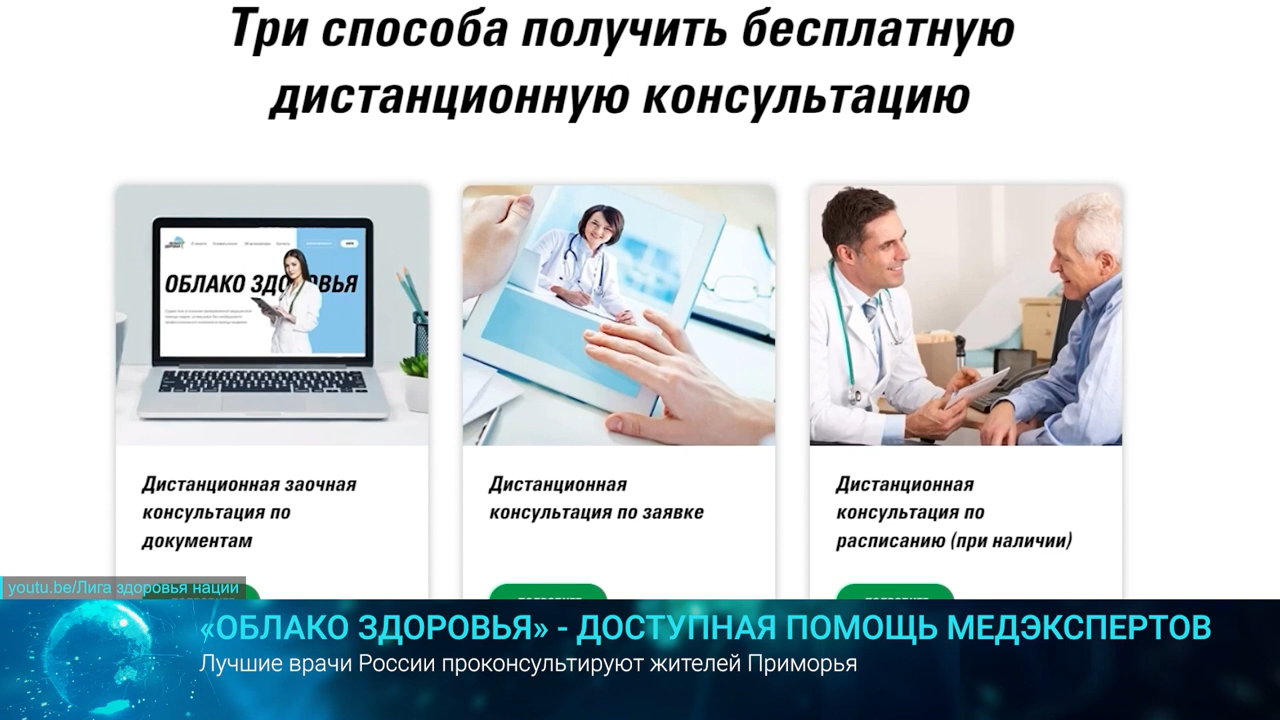 Три способа получить бесплатную
дистанционную консультацию
ОБЛАКО ЗДОРОВЬЯ
Дистанционная заочная
консультация по
документам
Дистанционная
консультация по заявке
Дистанционная
консультация по
расписанию (при наличии)
youtu.be/Лига здоровья нации
«ОБЛАКО ЗДОРОВЬЯ» - ДОСТУПНАЯ ПОМОЩЬ МЕДЭКСПЕРТОВ
Лучшие врачи России проконсультируют жителей Приморья